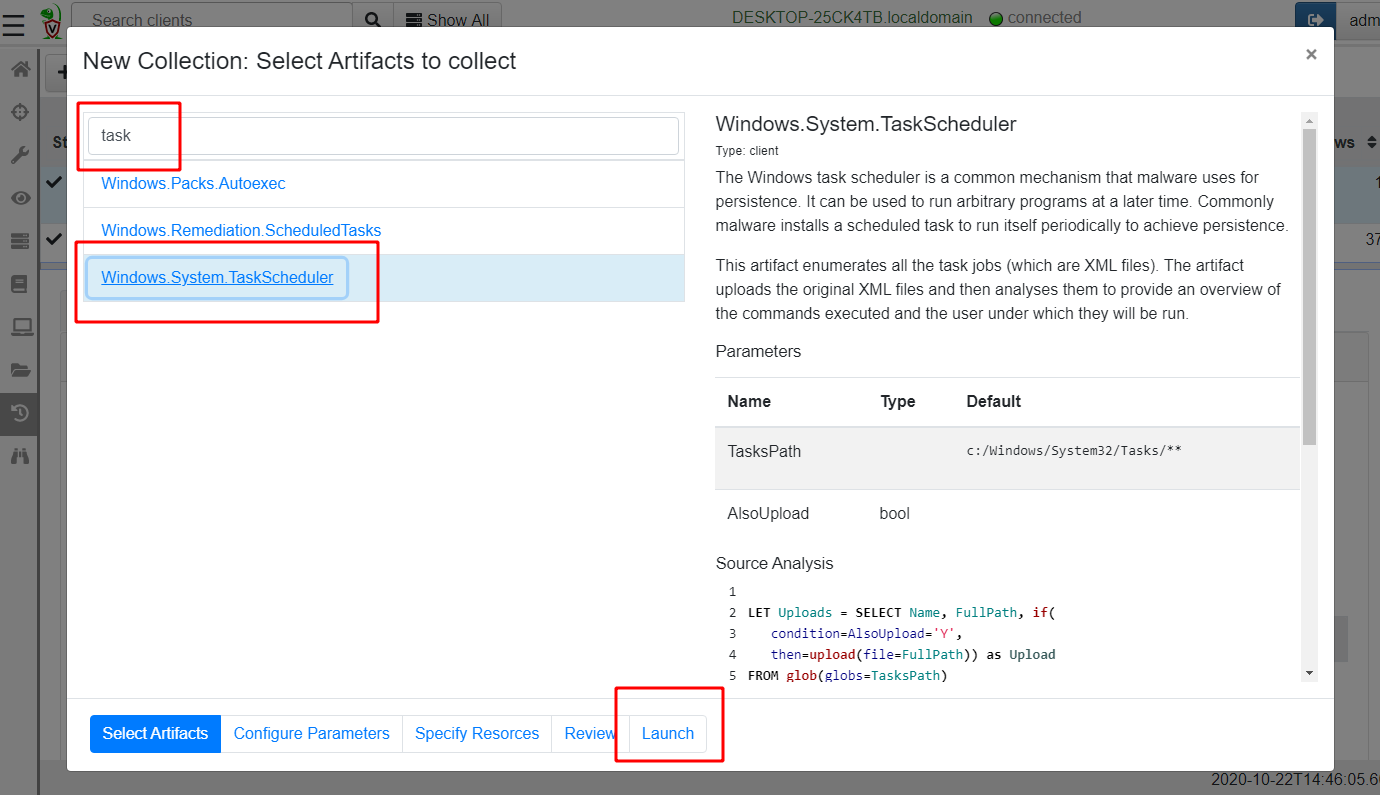 Search clients
Show All
DESKTOP-25CK4TB.localdomain
connected
adm
New Collection: Select Artifacts to collect
×
St
ws
1
37
task
Windows.Packs.Autoexec
Windows.Remediation.ScheduledTasks
Windows.System.TaskScheduler
Windows.System.TaskScheduler
Type: client
The Windows task scheduler is a common mechanism that malware uses for
persistence. It can be used to run arbitrary programs at a later time. Commonly
malware installs a scheduled task to run itself periodically to achieve persistence.
This artifact enumerates all the task jobs (which are XML files). The artifact
uploads the original XML files and then analyses them to provide an overview of
the commands executed and the user under which they will be run.
Parameters
Name Type Default
TasksPath c:/Windows/System32/Tasks/**
AlsoUpload bool
Source Analysis
1
2 LET Uploads = SELECT Name, FullPath, if(
3 condition=AlsoUpload='Y',
4 then=upload(file=FullPath)) as Upload
5 FROM glob(globs=TasksPath)
Select Artifacts
Configure Parameters
Specify Resorces
Review
Launch
2020-10-22T14:46:05.6